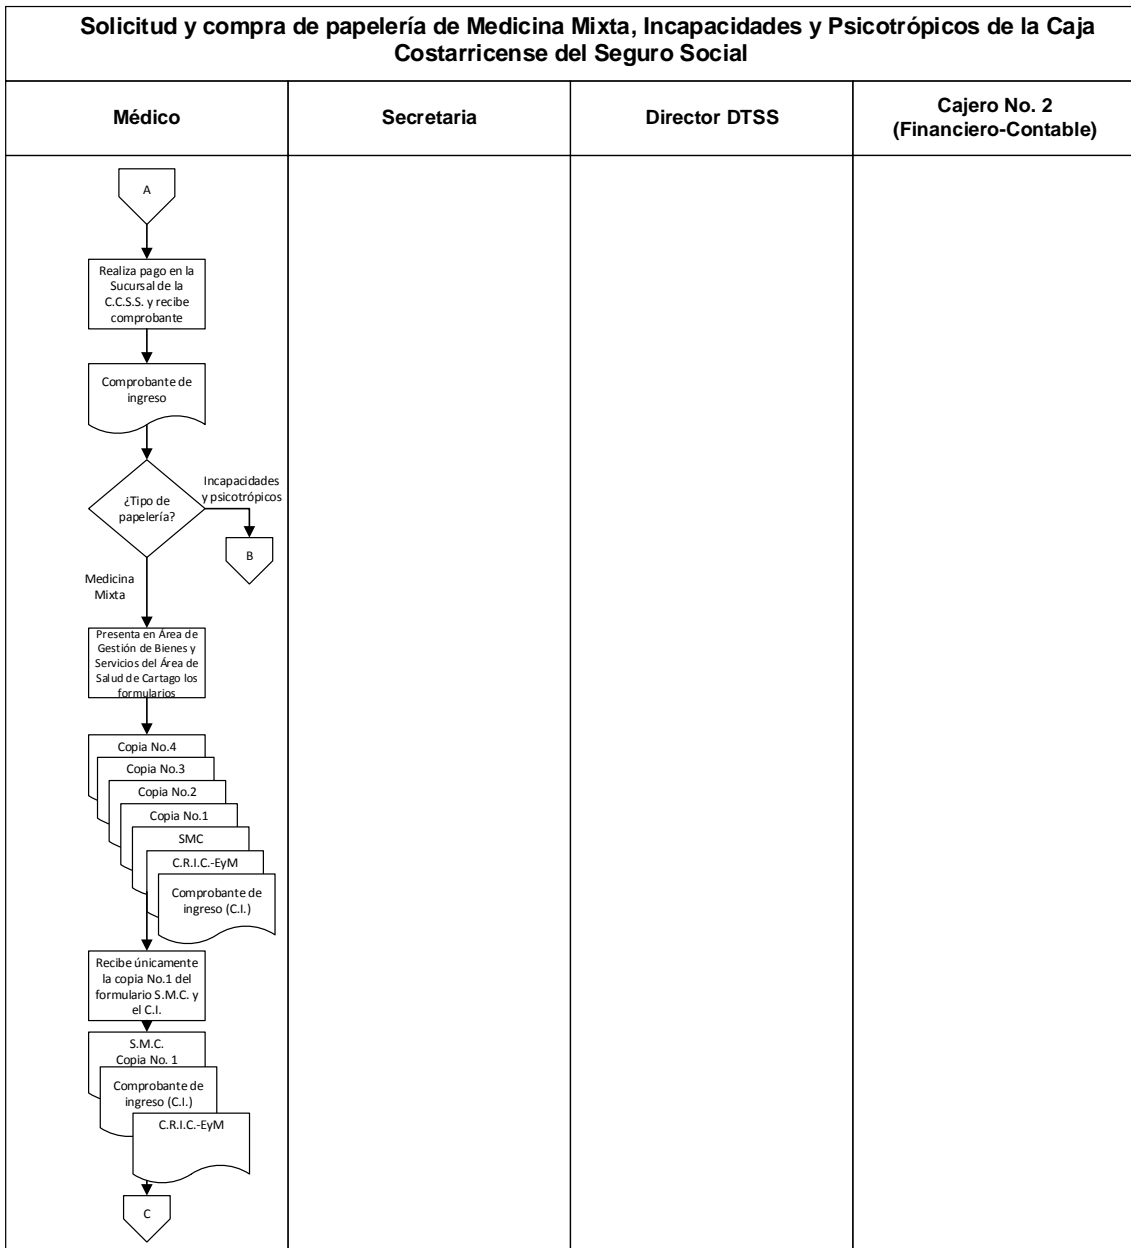 Solicitud y compra de papelería de Medicina Mixta, Incapacidades y Psicotrópicos de la Caja
Costarricense del Seguro Social
Médico
Secretaria
Director DTSS
Cajero No. 2
(Financiero-Contable)
A
Realiza pago en la
Sucursal de la
C.C.S.S. y recibe
comprobante
Comprobante de
ingreso
¿Tipo de
papelería?
Incapacidades
y psicotrópicos
B
Medicina
Mixta
Presenta en Área de
Gestión de Bienes y
Servicios del Área de
Salud de Cartago los
formularios
Copia No.4
Copia No.3
Copia No.2
Copia No.1
SMC
C.R.I.C.-EyM
Comprobante de
ingreso (C.I.)
Recibe únicamente
la copia No.1 del
formulario S.M.C. y
el C.I.
S.M.C.
Copia No. 1
Comprobante de
ingreso (C.I.)
C.R.I.C.-EyM
C